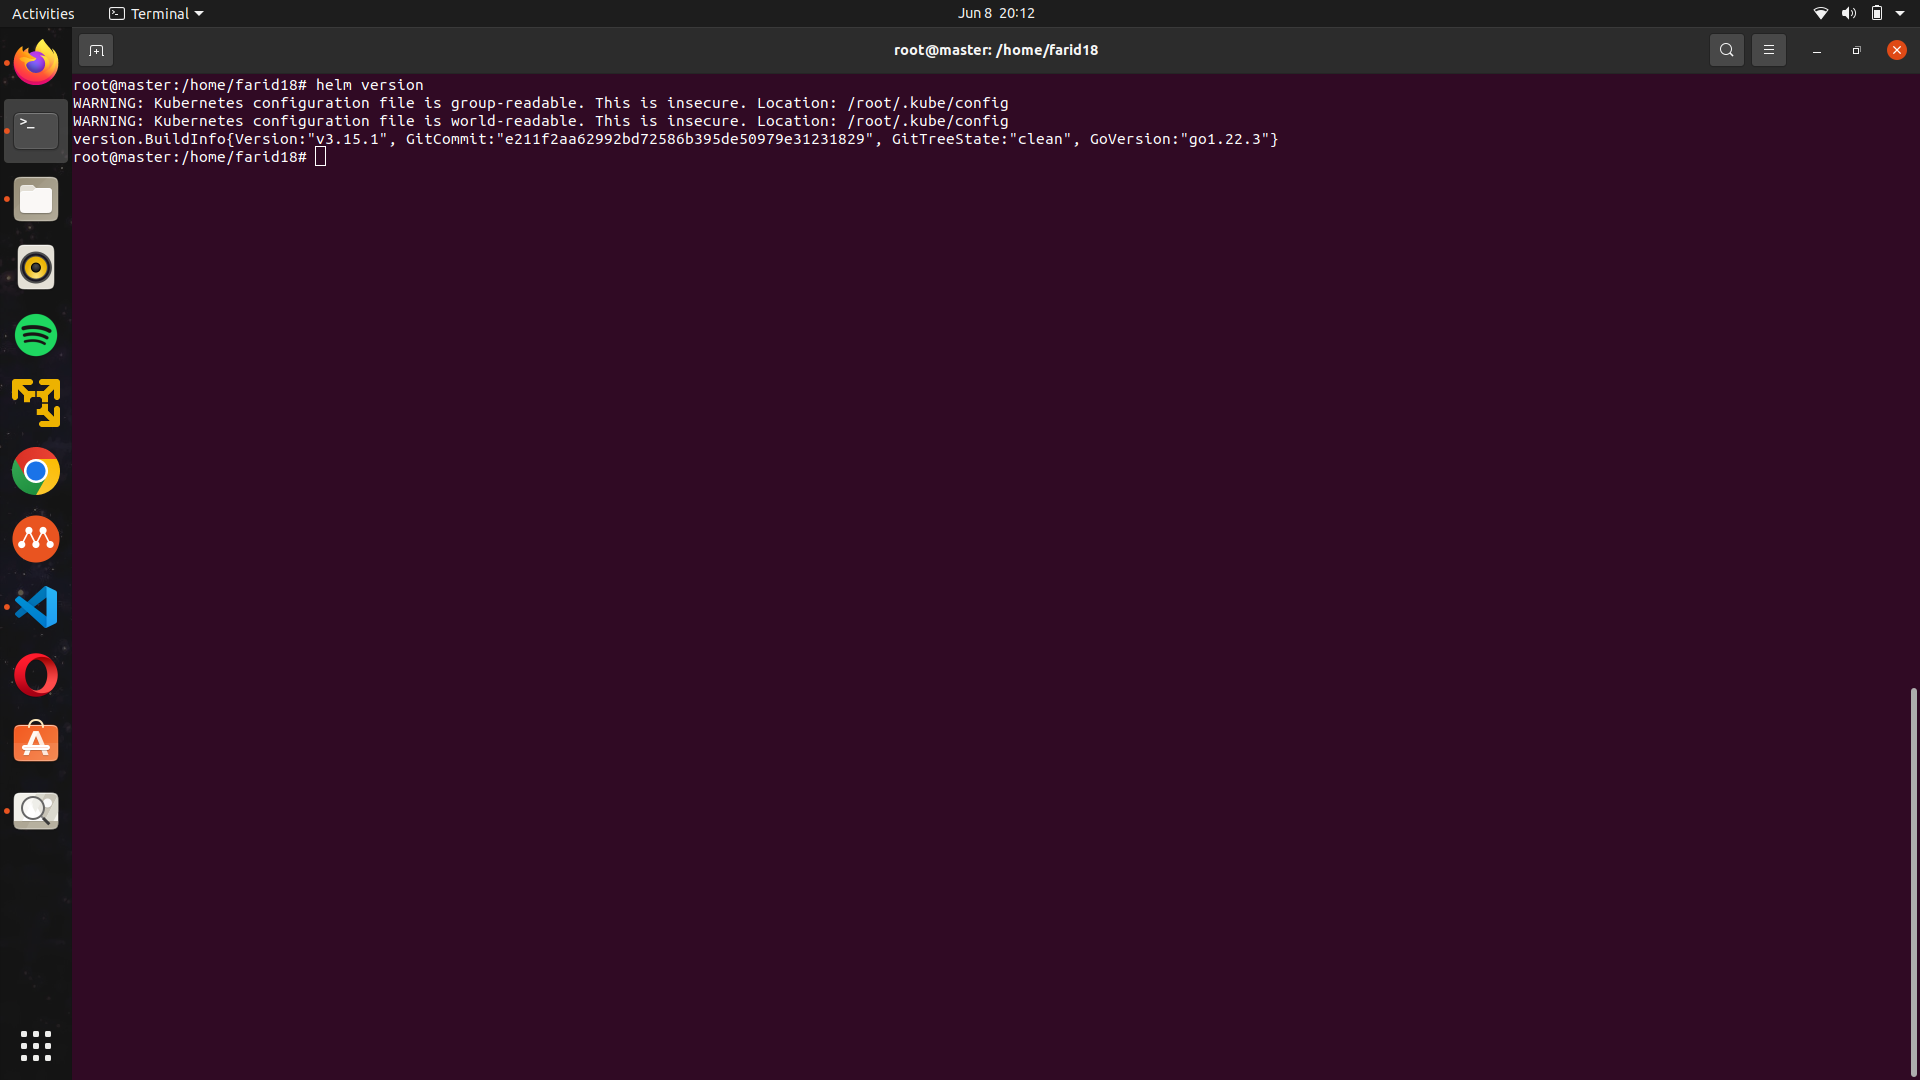 Activities
Terminal
Jun 8 20:12
root@master: /home/farid18
root@master:/home/farid18# helm version
WARNING: Kubernetes configuration file is group-readable. This is insecure. Location: /root/.kube/config
WARNING: Kubernetes configuration file is world-readable. This is insecure. Location: /root/.kube/config
version.BuildInfo{Version:"v3.15.1", GitCommit:"e211f2aa62992bd72586b395de50979e31231829", GitTreeState:"clean", GoVersion:"go1.22.3"}
root@master:/home/farid18#